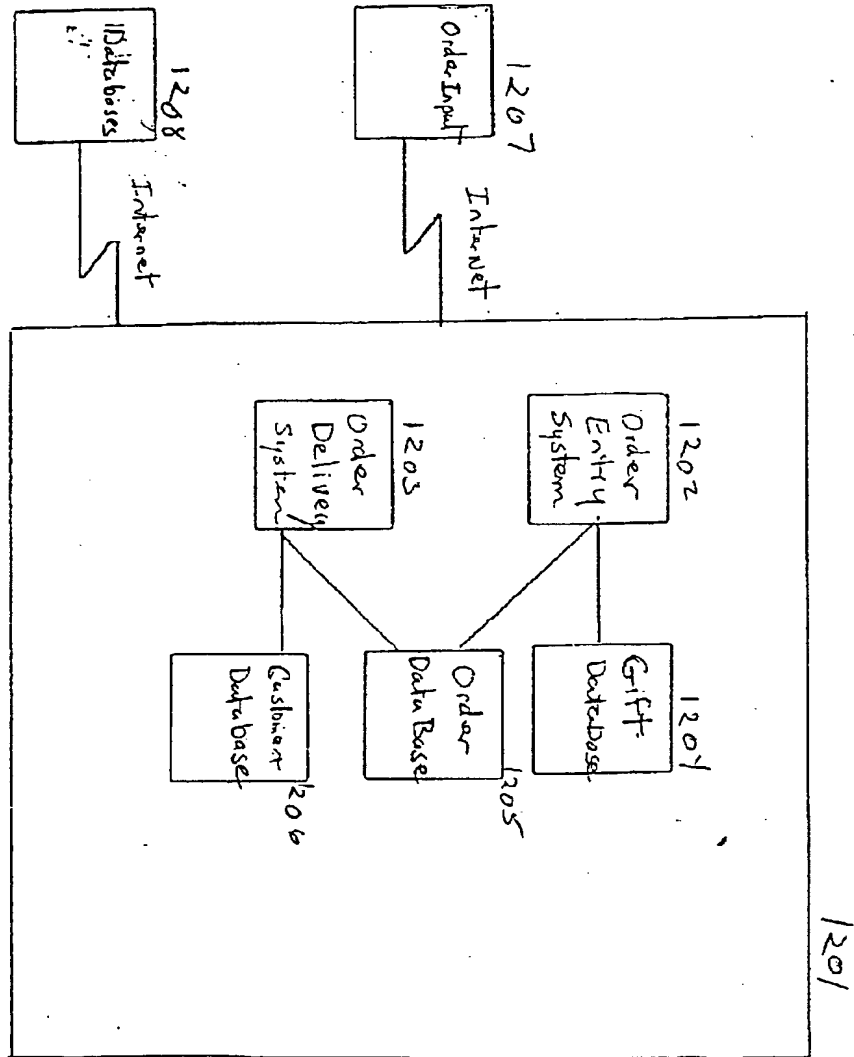 1201
1202
Order
Entry
System
1204
Gift
Database
1203
Order
Delivery
System
1205
Order
DataBase
1206
Customer
Database
1207
Order Input
Internet
1208
IDatabases
Internet